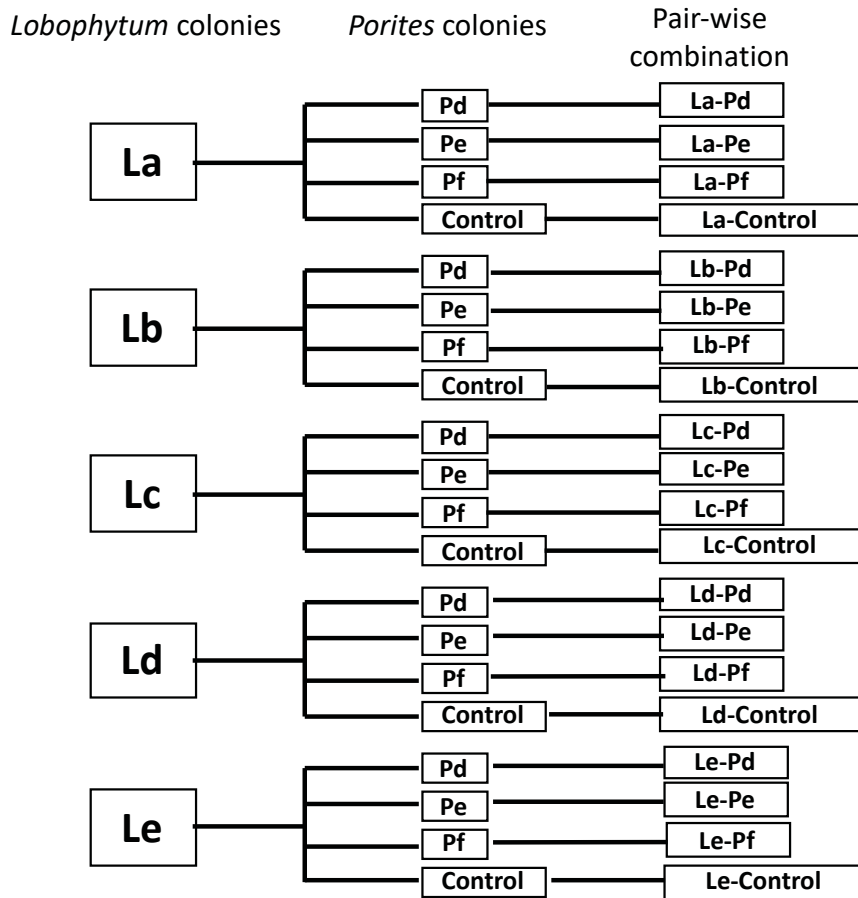 Lobophytum colonies
Porites colonies
Pair-wise
combination
La
Pd
La-Pd
Pe
La-Pe
Pf
La-Pf
Control
La-Control
Lb
Pd
Lb-Pd
Pe
Lb-Pe
Pf
Lb-Pf
Control
Lb-Control
Lc
Pd
Lc-Pd
Pe
Lc-Pe
Pf
Lc-Pf
Control
Lc-Control
Ld
Pd
Ld-Pd
Pe
Ld-Pe
Pf
Ld-Pf
Control
Ld-Control
Le
Pd
Le-Pd
Pe
Le-Pe
Pf
Le-Pf
Control
Le-Control